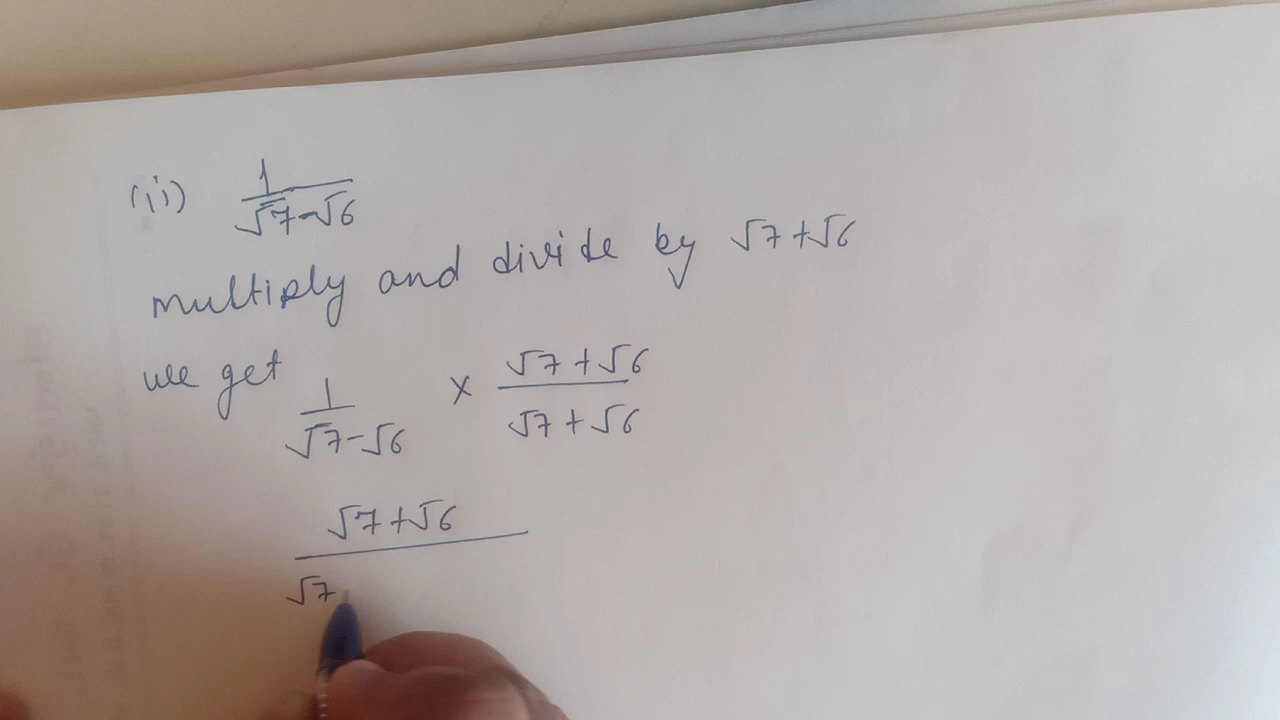 (ii) 1/(√7-√6)
multiply and divide by √7+√6
we get 1/(√7-√6) × (√7+√6)/(√7+√6)
√7+√6
√7